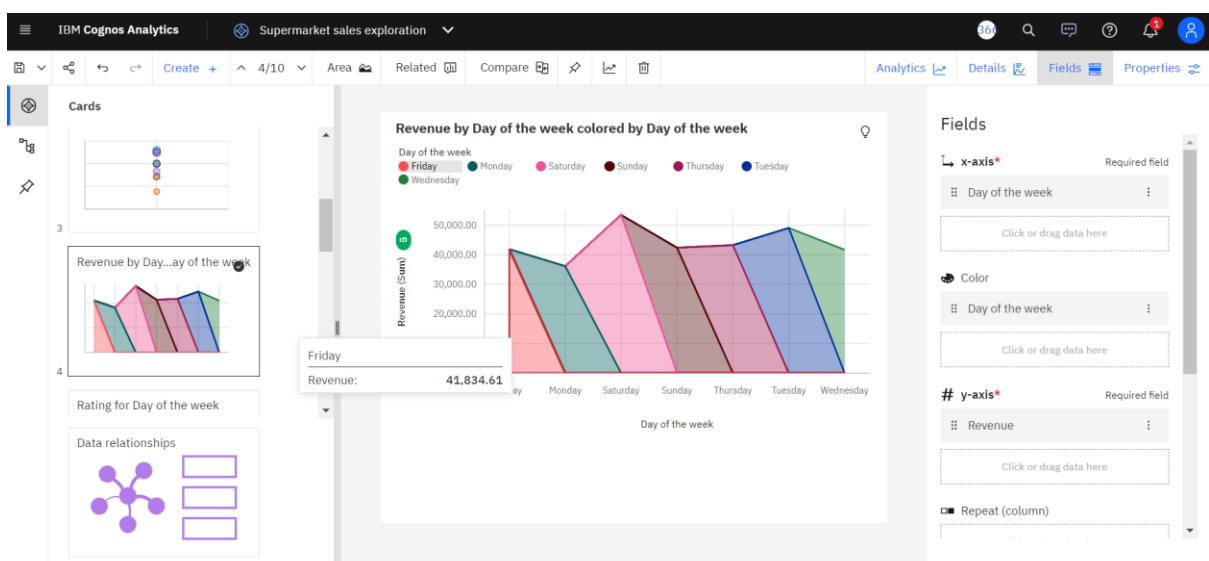 IBM Cognos Analytics
Supermarket sales exploration
366
1
Create +
4/10
Area
Related
Compare
Analytics
Details
Fields
Properties
Cards
3
Revenue by Day...ay of the week
4
Rating for Day of the week
Data relationships
Revenue by Day of the week colored by Day of the week
Day of the week
Friday Monday Saturday Sunday Thursday Tuesday
Wednesday
Revenue (Sum)
50,000.00
40,000.00
30,000.00
20,000.00
Friday
Revenue: 41,834.61
ay Monday Saturday Sunday Thursday Tuesday Wednesday
Day of the week
Fields
x-axis* Required field
Day of the week
Click or drag data here
Color
Day of the week
Click or drag data here
y-axis* Required field
Revenue
Click or drag data here
Repeat (column)